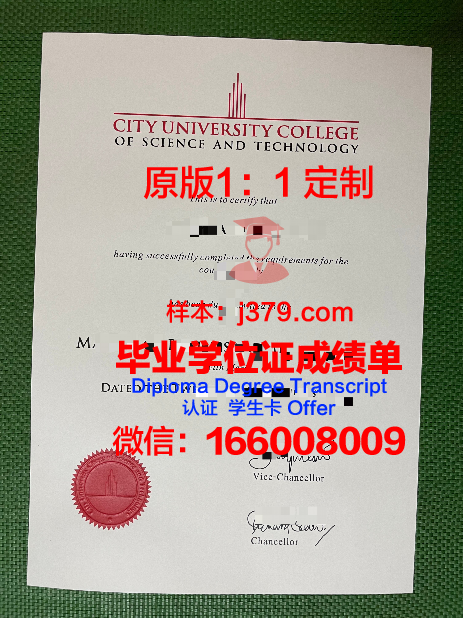 CITY UNIVERSITY COLLEGE
OF SCIENCE AND TECHNOLOGY
原版1：1 定制
This is to certify that
having successfully completed the requirements for the
样本：j379.com
毕业学位证成绩单
DATED THE
Diploma Degree Transcript
认证 学生卡 Offer
微信：166008009
Vice-Chancellor
Chancellor